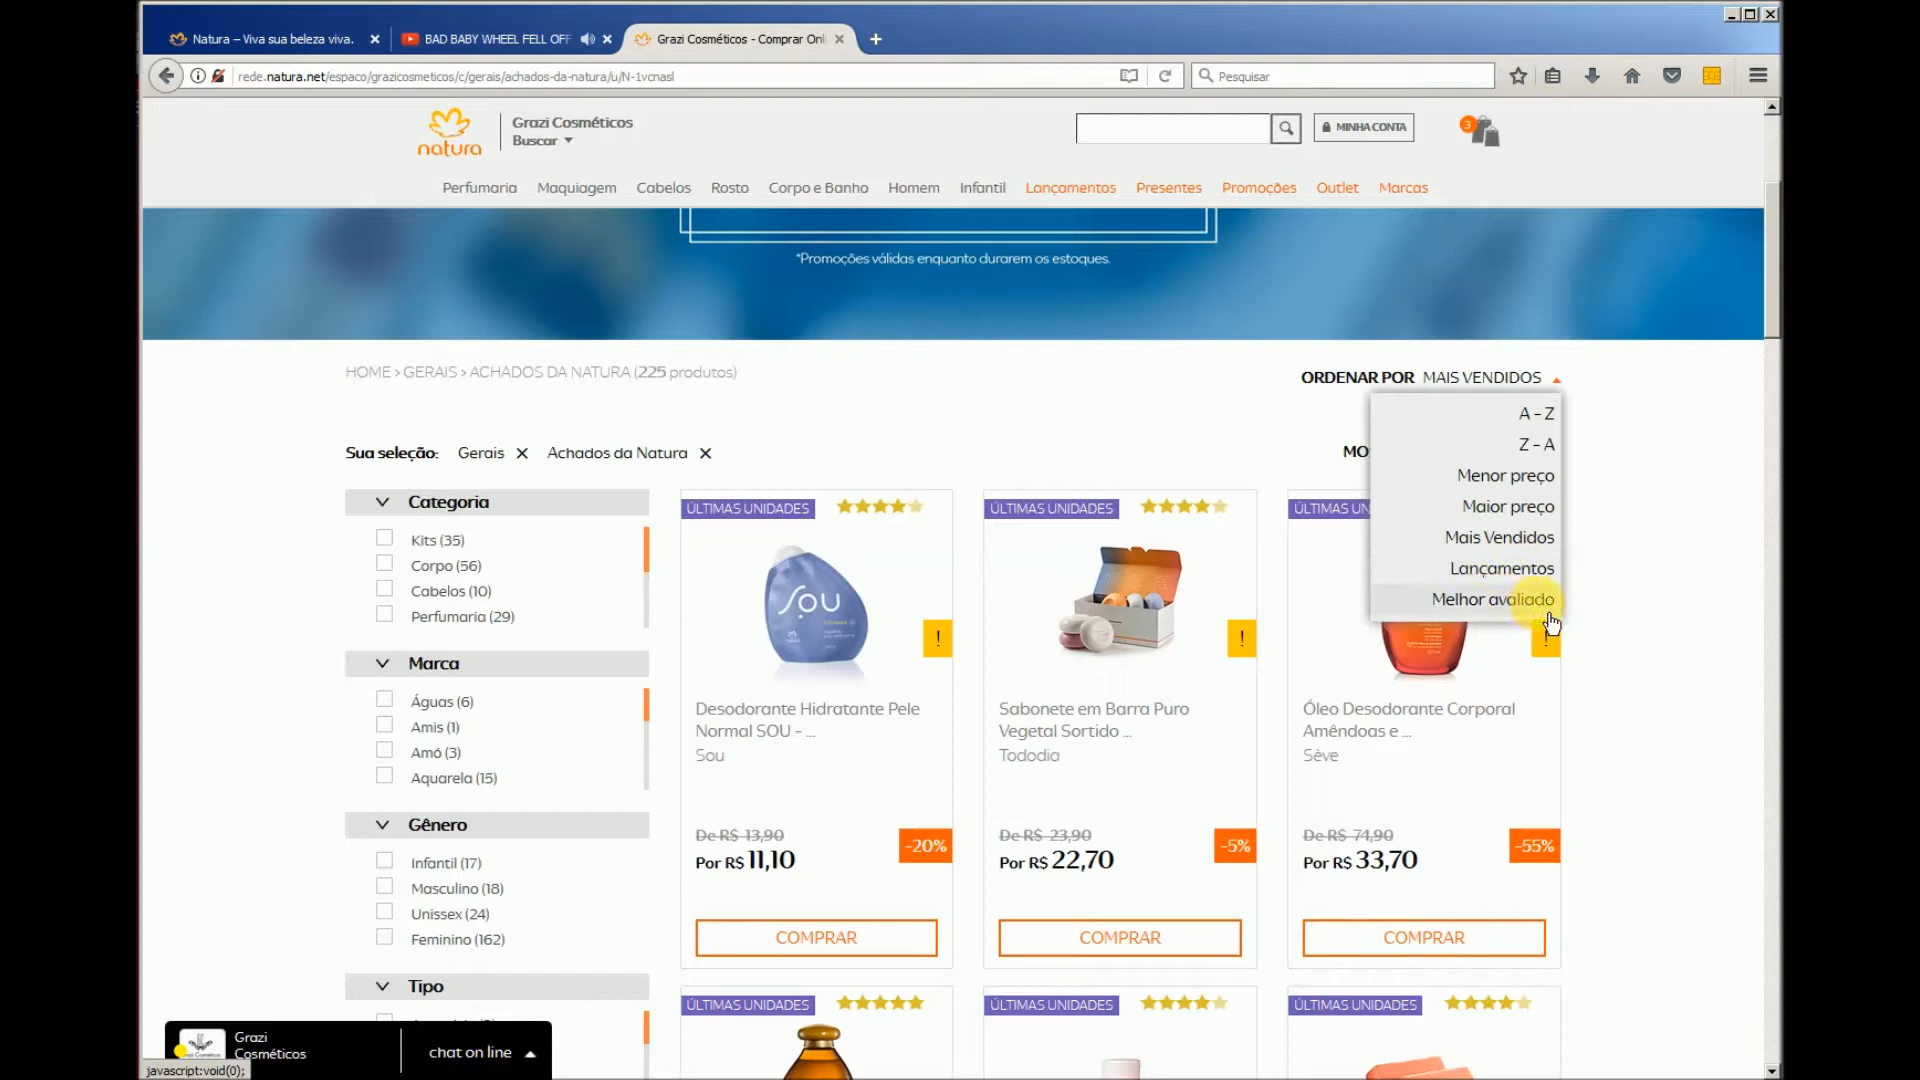 Natura – Viva sua beleza viva.
BAD BABY WHEEL FELL OFF
Grazi Cosméticos - Comprar Onl
rede.natura.net/espaco/grazicosmeticos/c/gerais/achados-da-natura/u/N-1vcnasl
Pesquisar
natura
Grazi Cosméticos
Buscar
MINHA CONTA
3
Perfumaria Maquiagem Cabelos Rosto Corpo e Banho Homem Infantil Lançamentos Presentes Promoções Outlet Marcas
*Promoções válidas enquanto durarem os estoques.
HOME > GERAIS > ACHADOS DA NATURA (225 produtos)
ORDENAR POR MAIS VENDIDOS
A - Z
Z - A
Menor preço
Maior preço
Mais Vendidos
Lançamentos
Melhor avaliado
Sua seleção: Gerais X Achados da Natura X
MO
Categoria
Kits (35)
Corpo (56)
Cabelos (10)
Perfumaria (29)
Marca
Águas (6)
Amis (1)
Amó (3)
Aquarela (15)
Gênero
Infantil (17)
Masculino (18)
Unissex (24)
Feminino (162)
Tipo
ÚLTIMAS UNIDADES
SOU
!
Desodorante Hidratante Pele
Normal SOU - ...
Sou
De R$ 13,90
Por R$ 11,10
-20%
COMPRAR
ÚLTIMAS UNIDADES
!
Sabonete em Barra Puro
Vegetal Sortido ...
Tododia
De R$ 23,90
Por R$ 22,70
-5%
COMPRAR
ÚLTIMAS UN
!
Óleo Desodorante Corporal
Amêndoas e ...
Sève
De R$ 74,90
Por R$ 33,70
-55%
COMPRAR
ÚLTIMAS UNIDADES
ÚLTIMAS UNIDADES
ÚLTIMAS UNIDADES
Grazi
Cosméticos
chat on line
javascript:void(0);